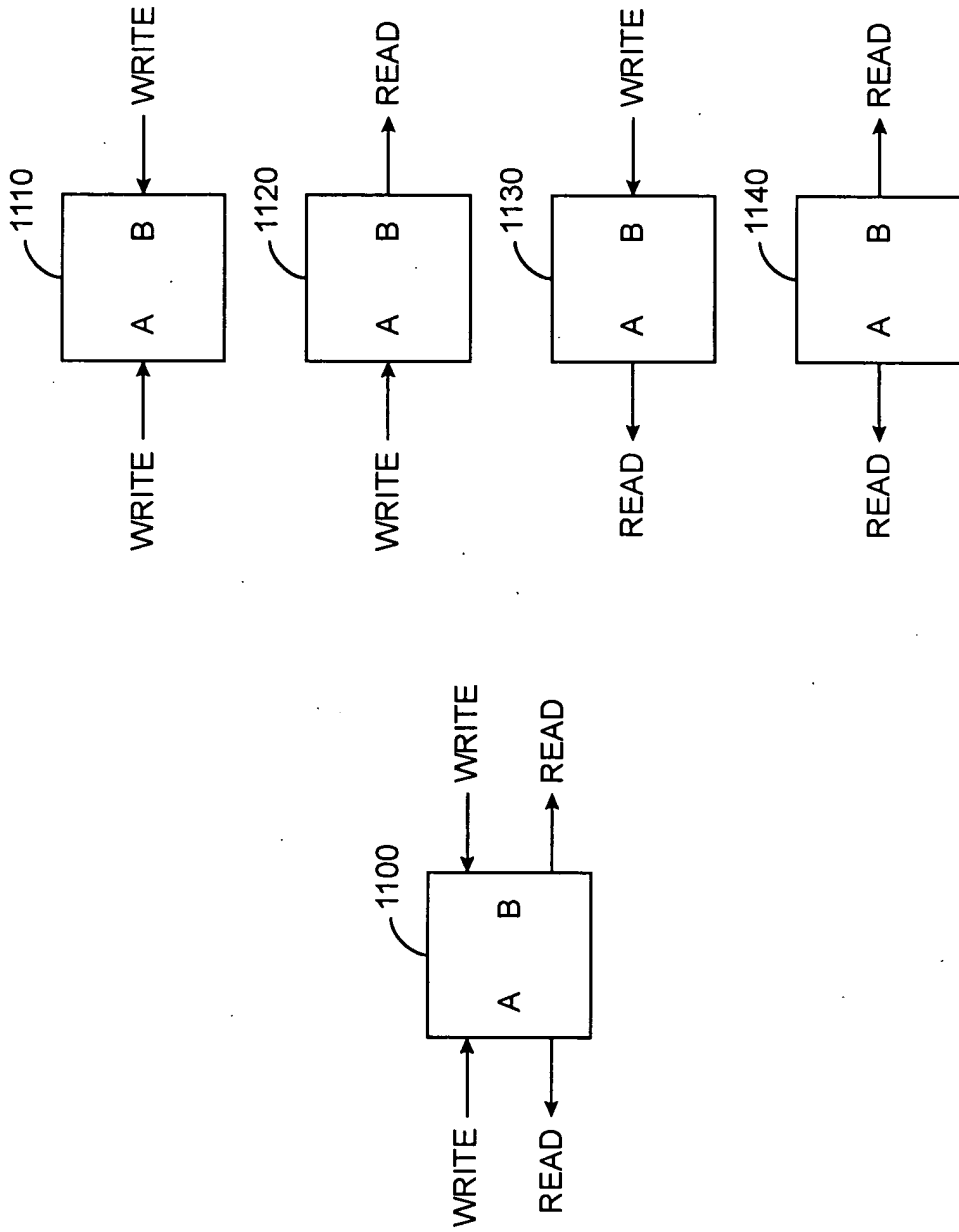 1100
WRITE
A
B
WRITE
READ
READ
1110
WRITE
A
B
WRITE
1120
WRITE
A
B
READ
1130
READ
A
B
WRITE
1140
READ
A
B
READ